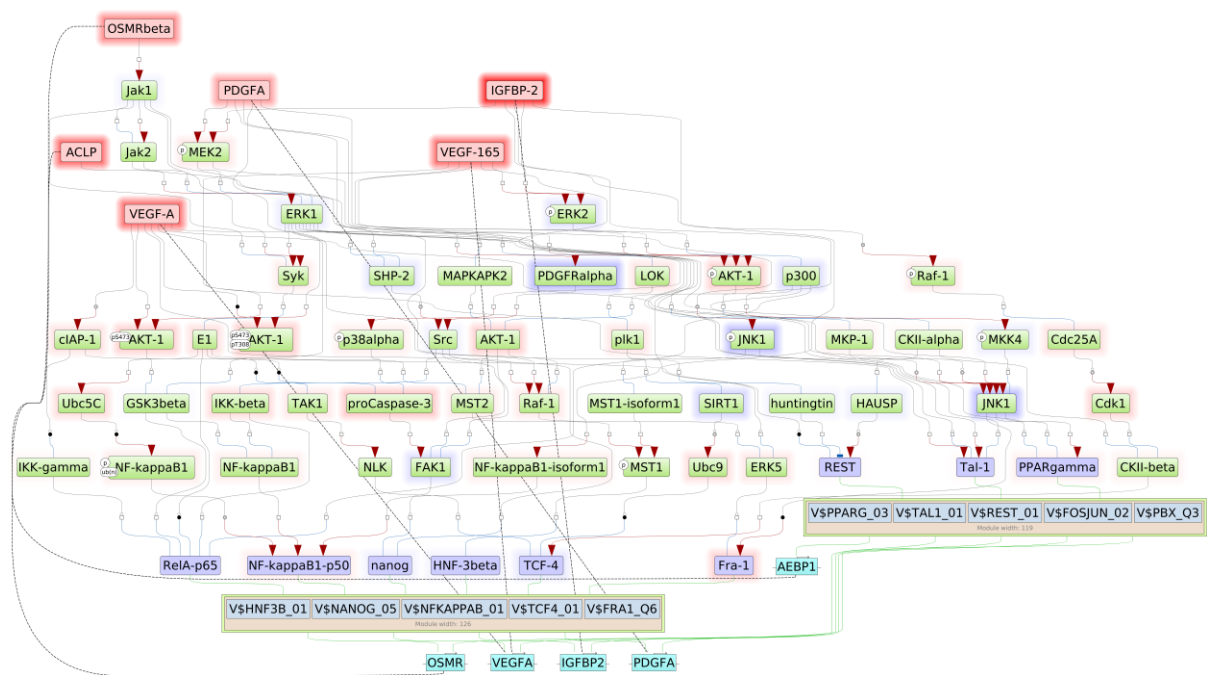 OSMRbeta
Jak1 PDGFA IGFBP-2
ACLP Jak2 p MEK2 VEGF-165
VEGF-A ERK1 p ERK2
Syk SHP-2 MAPKAPK2 PDGFRalpha LOK p AKT-1 p300 p Raf-1
cIAP-1 pS473 AKT-1 E1 pS473 pT308 AKT-1 p p38alpha Src AKT-1 plk1 p JNK1 MKP-1 CKII-alpha p MKK4 Cdc25A
Ubc5C GSK3beta IKK-beta TAK1 proCaspase-3 MST2 Raf-1 MST1-isoform1 SIRT1 huntingtin HAUSP JNK1 Cdk1
IKK-gamma p ub(n) NF-kappaB1 NF-kappaB1 NLK FAK1 NF-kappaB1-isoform1 p MST1 Ubc9 ERK5 REST Tal-1 PPARgamma CKII-beta
V$PPARG_03 V$TAL1_01 V$REST_01 V$FOSJUN_02 V$PBX_Q3
Module width: 119
RelA-p65 NF-kappaB1-p50 nanog HNF-3beta TCF-4 Fra-1 AEBP1
V$HNF3B_01 V$NANOG_05 V$NFKAPPAB_01 V$TCF4_01 V$FRA1_Q6
Module width: 126
OSMR VEGFA IGFBP2 PDGFA